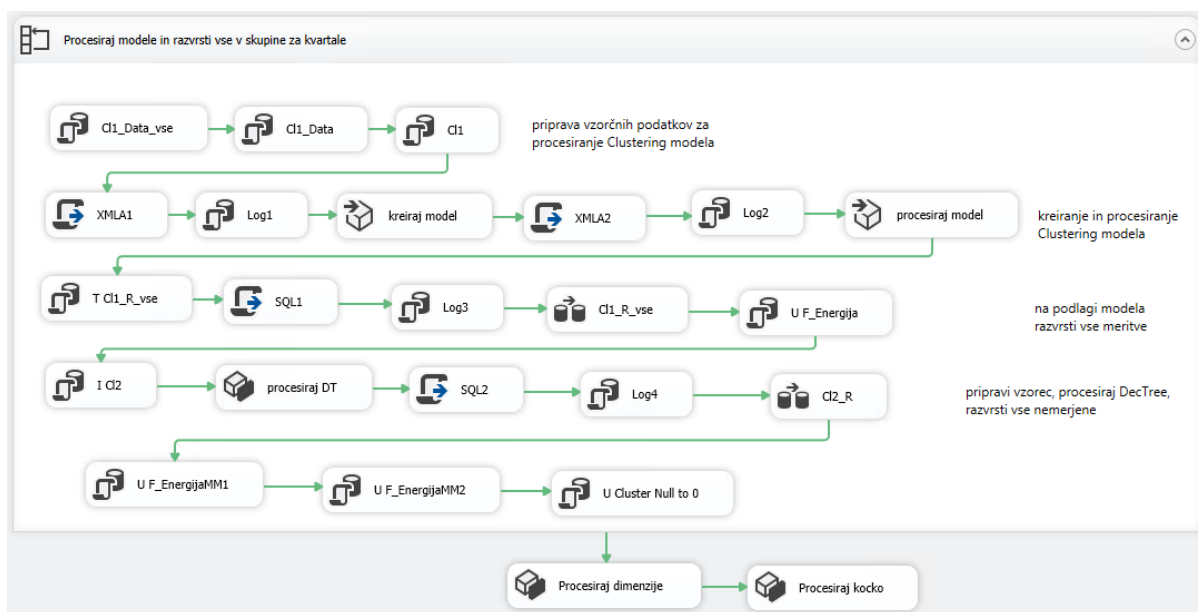 Procesiraj modele in razvrsti vse v skupine za kvartale
Cl1_Data_vse
Cl1_Data
Cl1
priprava vzorčnih podatkov za
procesiranje Clustering modela
XMLA1
Log1
kreiraj model
XMLA2
Log2
procesiraj model
kreiranje in procesiranje
Clustering modela
T Cl1_R_vse
SQL1
Log3
Cl1_R_vse
U F_Energija
na podlagi modela
razvrsti vse meritve
I Cl2
procesiraj DT
SQL2
Log4
Cl2_R
pripravi vzorec, procesiraj DecTree,
razvrsti vse nemerjene
U F_EnergijaMM1
U F_EnergijaMM2
U Cluster Null to 0
Procesiraj dimenzije
Procesiraj kocko